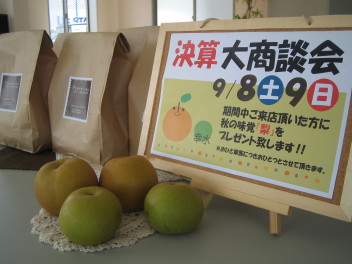 決算 大商談会
9/8土9日
期間中ご来店頂いた方に
秋の味覚『梨』を
プレゼント致します!!
幸水